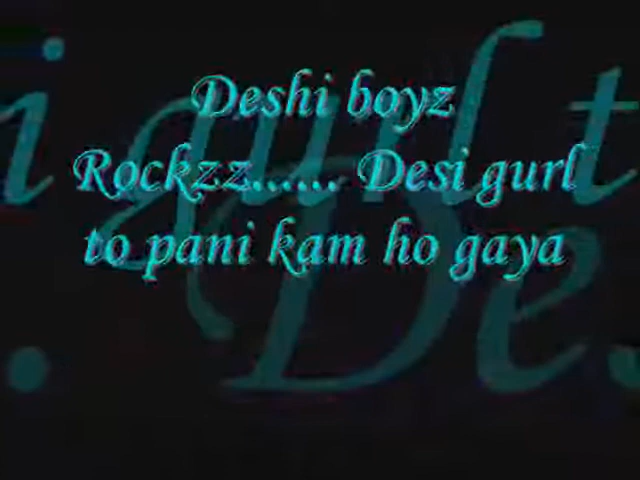 Deshi boyz
Rockzz...... Desi gurl
to pani kam ho gaya